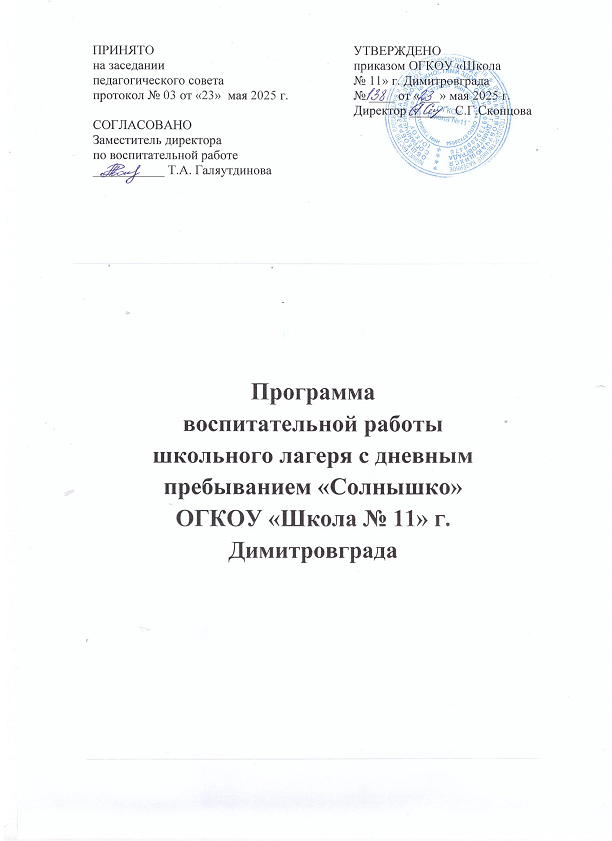 ПРИНЯТО
на заседании
педагогического совета
протокол № 03 от «23» мая 2025 г.
СОГЛАСОВАНО
Заместитель директора
по воспитательной работе
Т.А. Галяутдинова
УТВЕРЖДЕНО
приказом ОГКОУ «Школа
№ 11» г. Димитровграда
№ 138 от «23» мая 2025 г.
Директор С.Г.Скопцова
Программа
воспитательной работы
школьного лагеря с дневным
пребыванием «Солнышко»
ОГКОУ «Школа № 11» г.
Димитровграда